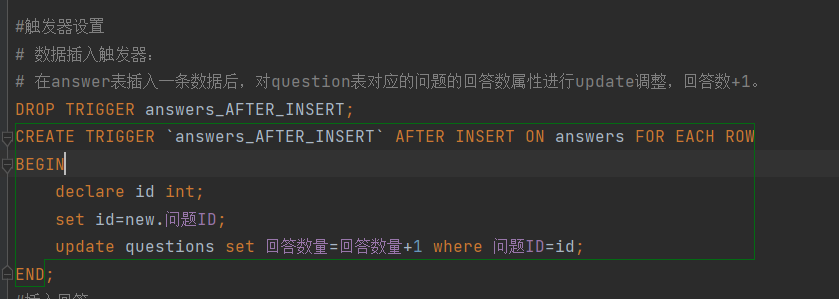 #触发器设置
# 数据插入触发器：
# 在answer表插入一条数据后，对question表对应的问题的回答数属性进行update调整，回答数+1。
DROP TRIGGER answers_AFTER_INSERT;
CREATE TRIGGER `answers_AFTER_INSERT` AFTER INSERT ON answers FOR EACH ROW
BEGIN
    declare id int;
    set id=new.问题ID;
    update questions set 回答数量=回答数量+1 where 问题ID=id;
END;
#插入回答